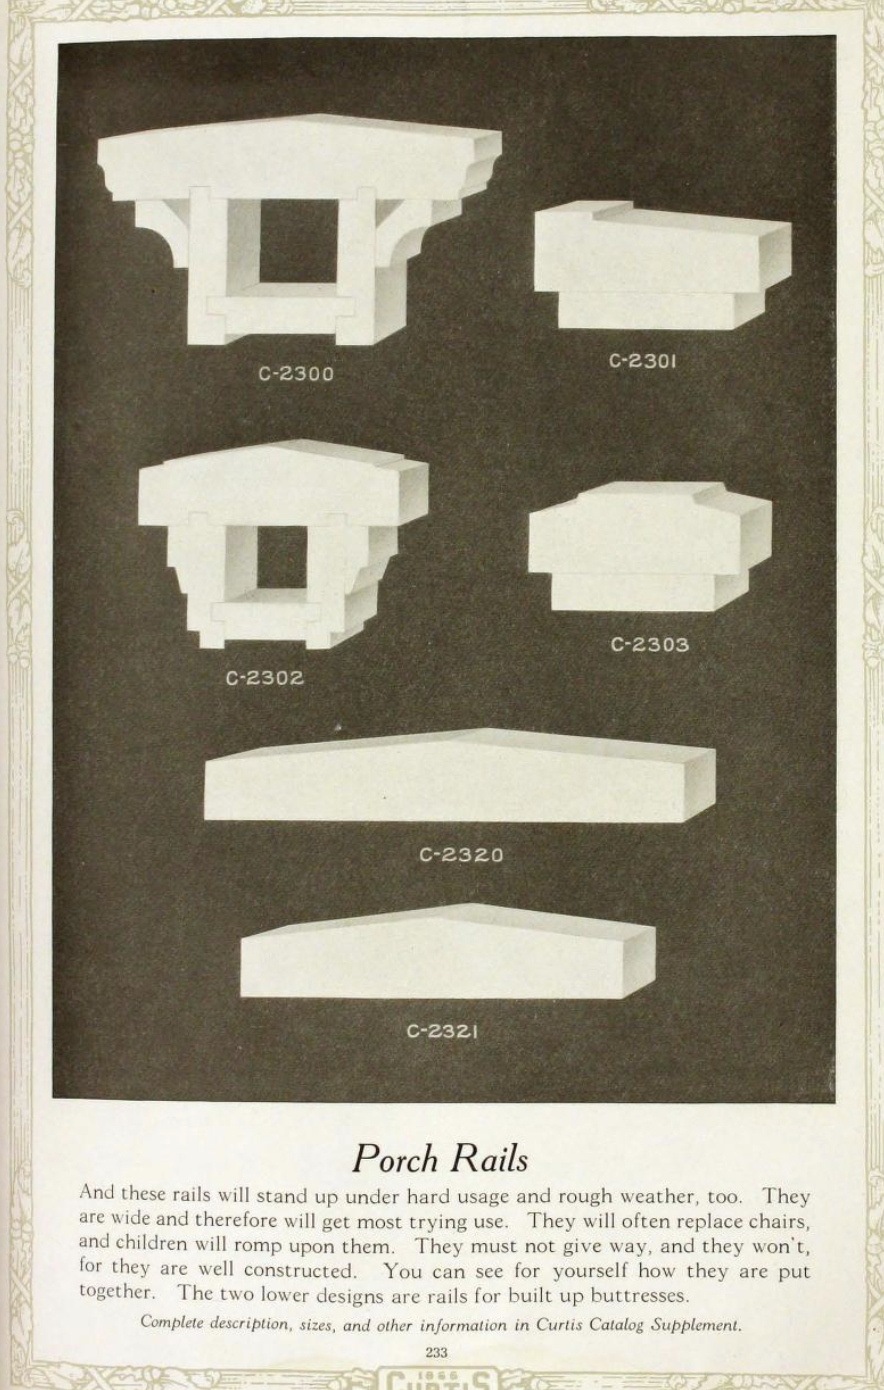 C-2300
C-2301
C-2302
C-2303
C-2320
C-2321
Porch Rails
And these rails will stand up under hard usage and rough weather, too. They
are wide and therefore will get most trying use. They will often replace chairs,
and children will romp upon them. They must not give way, and they won't,
for they are well constructed. You can see for yourself how they are put
together. The two lower designs are rails for built up buttresses.
Complete description, sizes, and other information in Curtis Catalog Supplement.
233
1866
CURTIS